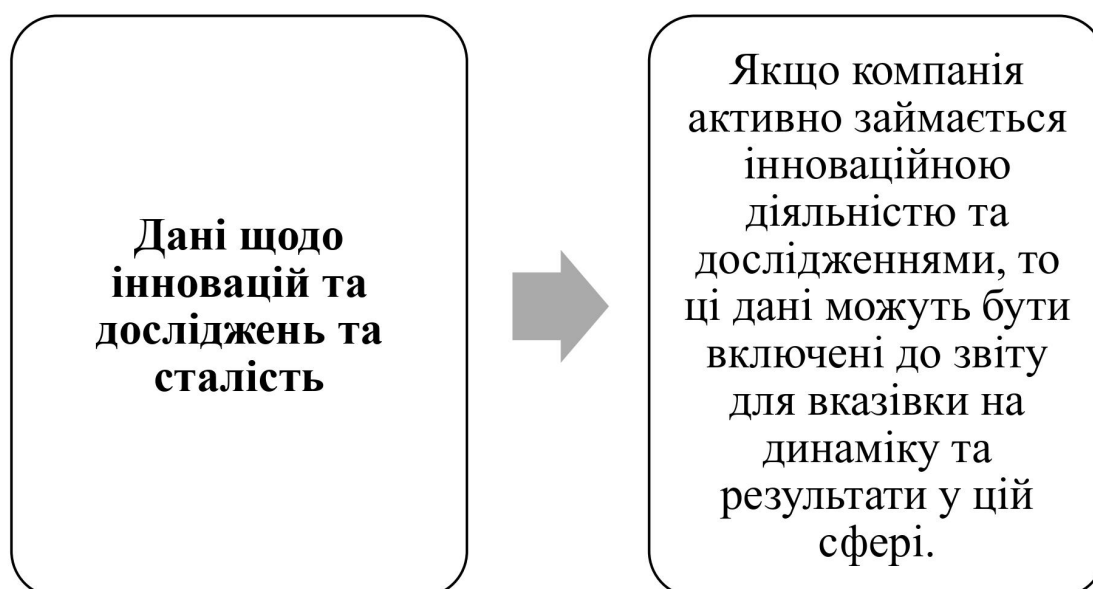 Дані щодо
інновацій та
досліджень та
сталість
Якщо компанія
активно займається
інноваційною
діяльністю та
дослідженнями, то
ці дані можуть бути
включені до звіту
для вказівки на
динаміку та
результати у цій
сфері.